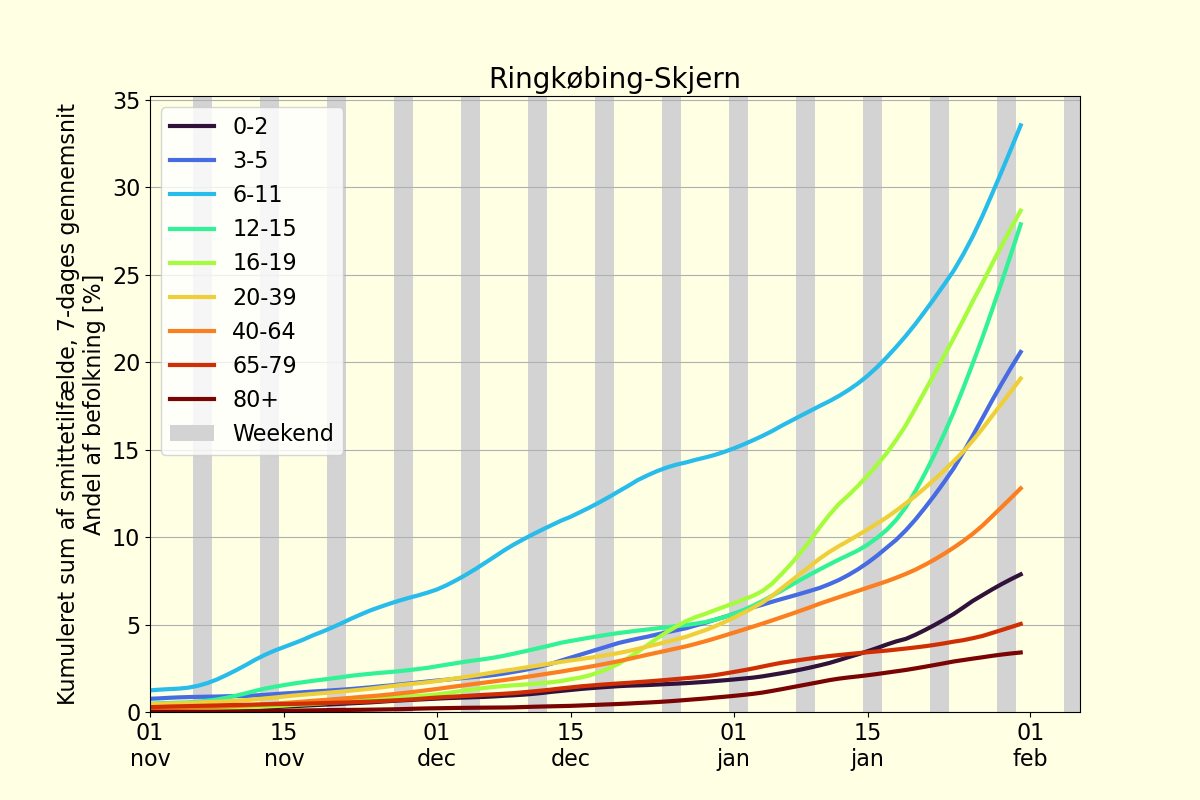 Ringkøbing-Skjern
Kumuleret sum af smittetilfælde, 7-dages gennemsnit
Andel af befolkning [%]
35
30
25
20
15
10
5
0
0-2
3-5
6-11
12-15
16-19
20-39
40-64
65-79
80+
Weekend
01 15 01 15 01 15 01
nov nov dec dec jan jan feb